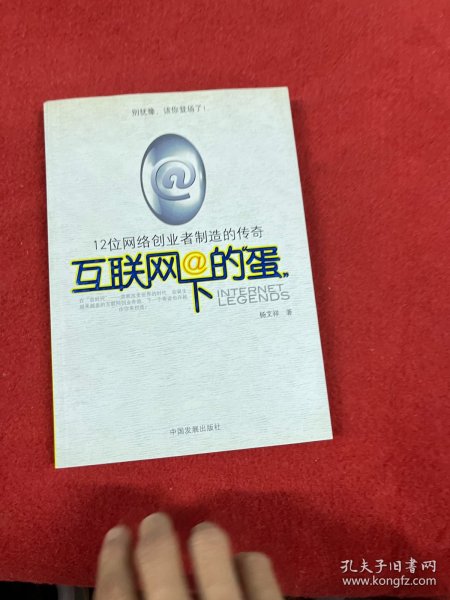 别犹豫，该你登场了！
@
12位网络创业者制造的传奇
互联网@下的"蛋"
INTERNET
LEGENDS
杨文祥 著
中国发展出版社
孔夫子旧书网
www.kongfz.com